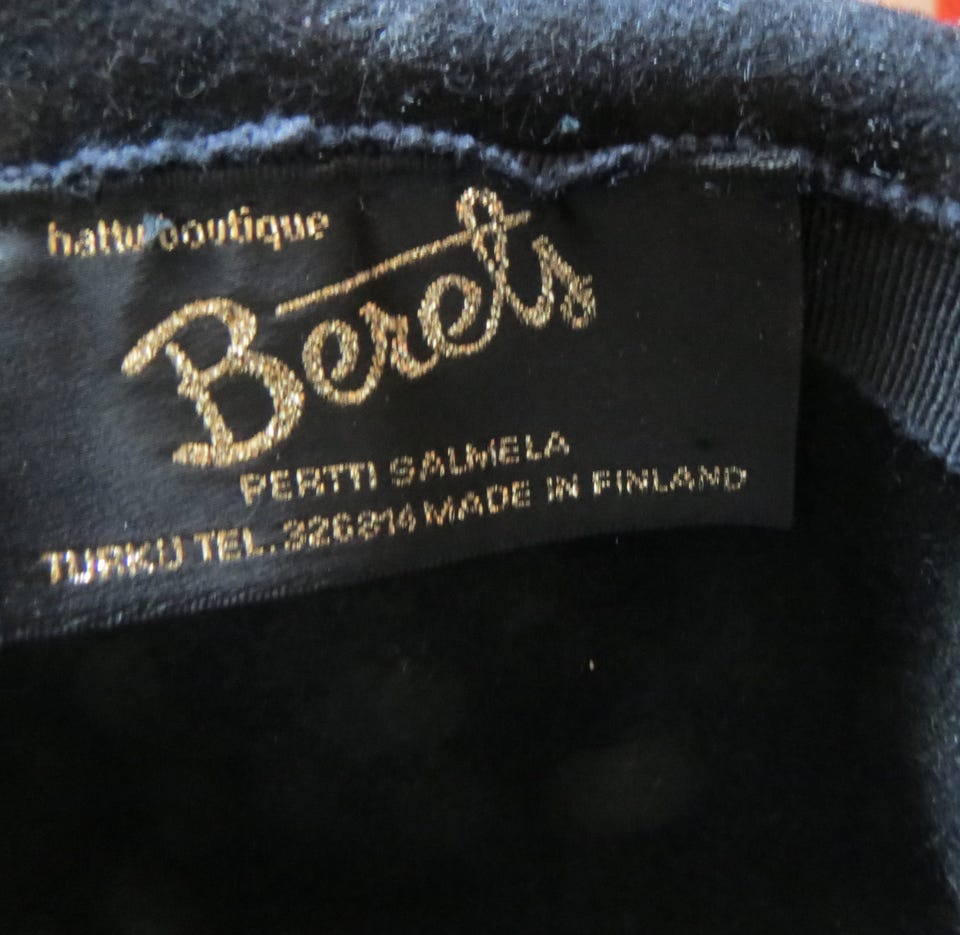 hattu boutique
Berets
PERTTI SALMELA
TURKU TEL. 326814 MADE IN FINLAND